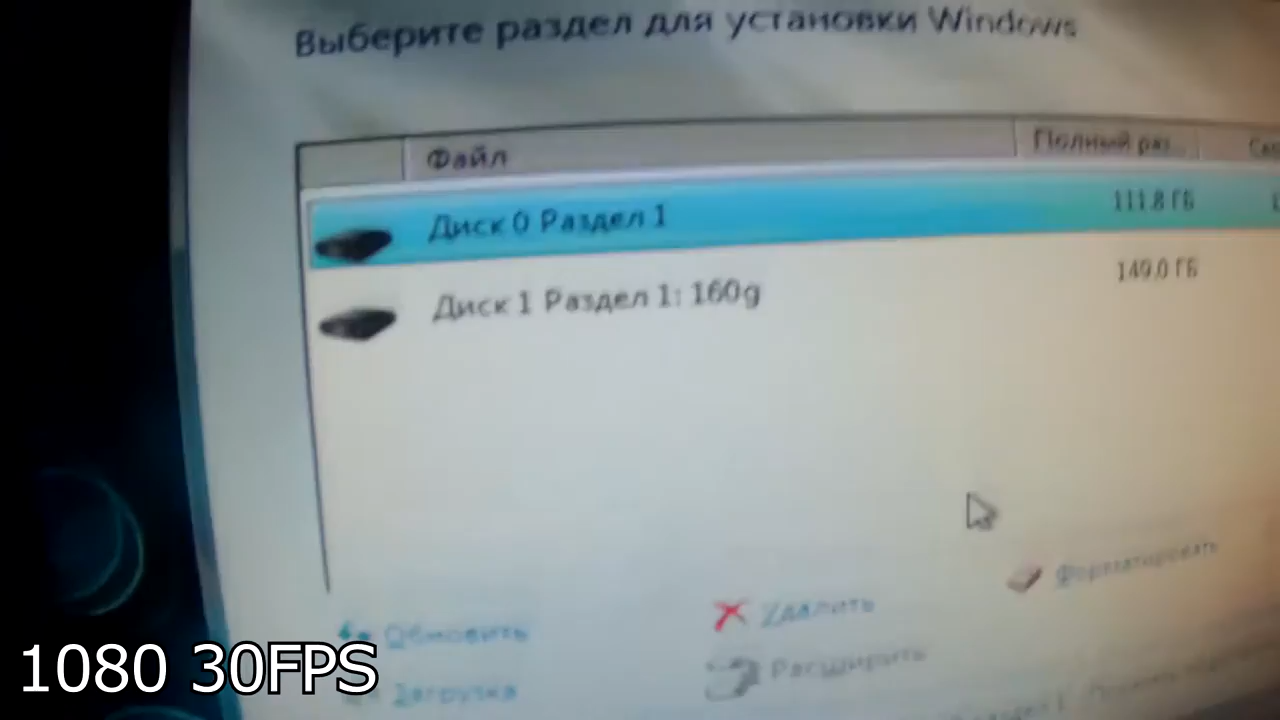 Выберите раздел для установки Windows
Файл Полный раз...
Диск 0 Раздел 1 111.8 ГБ
Диск 1 Раздел 1: 160g 149.0 ГБ
Форматировать
Обновить Удалить
Загрузка Расширить
1080 30FPS